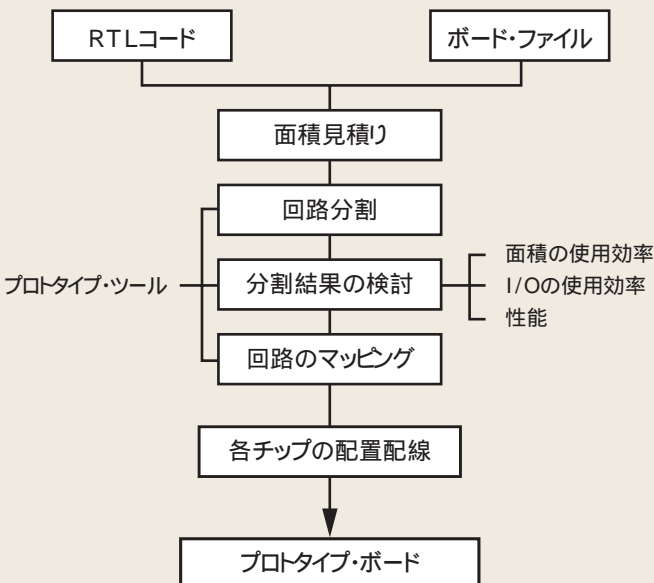 RTLコード
ボード・ファイル
面積見積り
回路分割
プロトタイプ・ツール
分割結果の検討
面積の使用効率
I/Oの使用効率
性能
回路のマッピング
各チップの配置配線
プロトタイプ・ボード